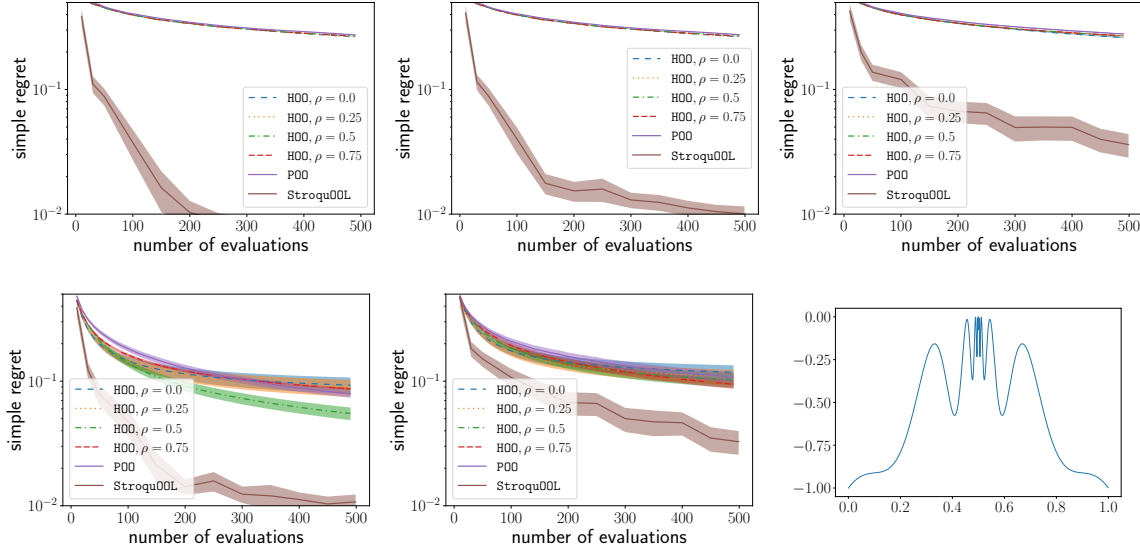 simple regret
10⁻¹
10⁻²
HOO, ρ = 0.0
HOO, ρ = 0.25
HOO, ρ = 0.5
HOO, ρ = 0.75
POO
StroquOOL
0 100 200 300 400 500
number of evaluations
simple regret
10⁻¹
10⁻²
HOO, ρ = 0.0
HOO, ρ = 0.25
HOO, ρ = 0.5
HOO, ρ = 0.75
POO
StroquOOL
0 100 200 300 400 500
number of evaluations
simple regret
10⁻¹
10⁻²
HOO, ρ = 0.0
HOO, ρ = 0.25
HOO, ρ = 0.5
HOO, ρ = 0.75
POO
StroquOOL
0 100 200 300 400 500
number of evaluations
simple regret
10⁻¹
10⁻²
HOO, ρ = 0.0
HOO, ρ = 0.25
HOO, ρ = 0.5
HOO, ρ = 0.75
POO
StroquOOL
0 100 200 300 400 500
number of evaluations
simple regret
10⁻¹
10⁻²
HOO, ρ = 0.0
HOO, ρ = 0.25
HOO, ρ = 0.5
HOO, ρ = 0.75
POO
StroquOOL
0 100 200 300 400 500
number of evaluations
0.00
−0.25
−0.50
−0.75
−1.00
0.0 0.2 0.4 0.6 0.8 1.0